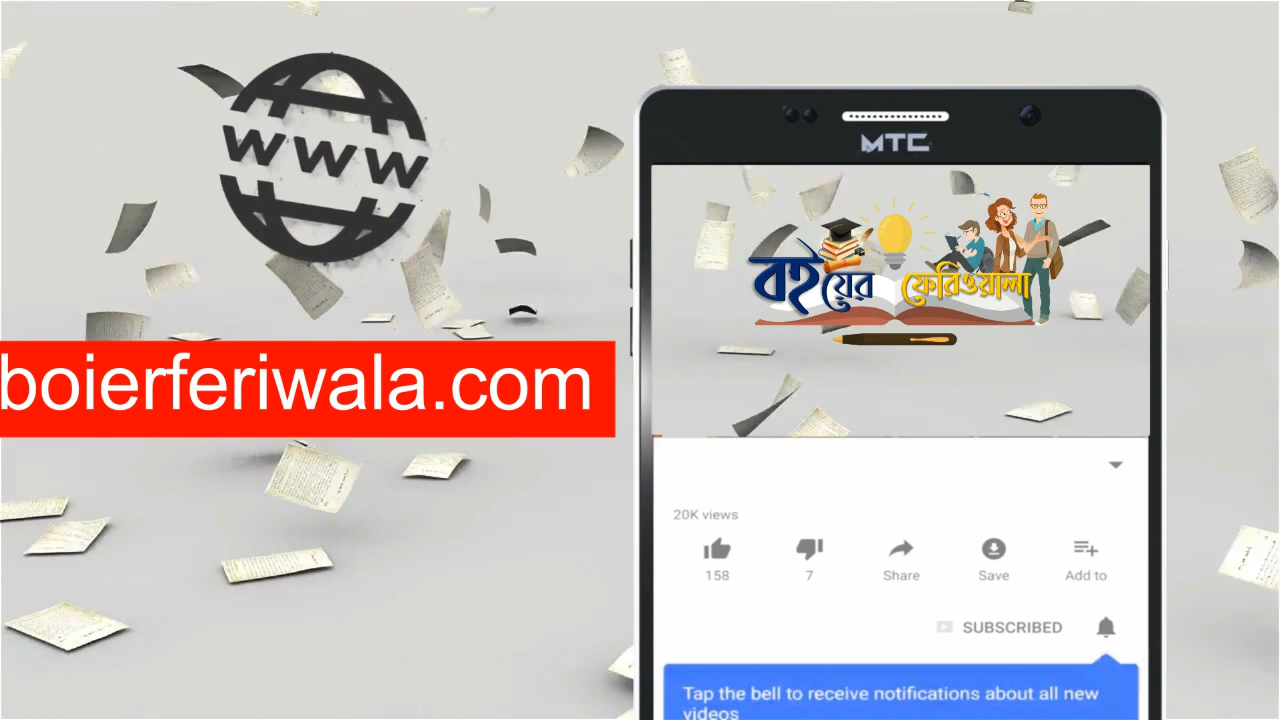 www
boierferiwala.com
MTC
বইয়ের ফেরিওয়ালা
20K views
158
7
Share
Save
Add to
SUBSCRIBED
Tap the bell to receive notifications about all new
videos